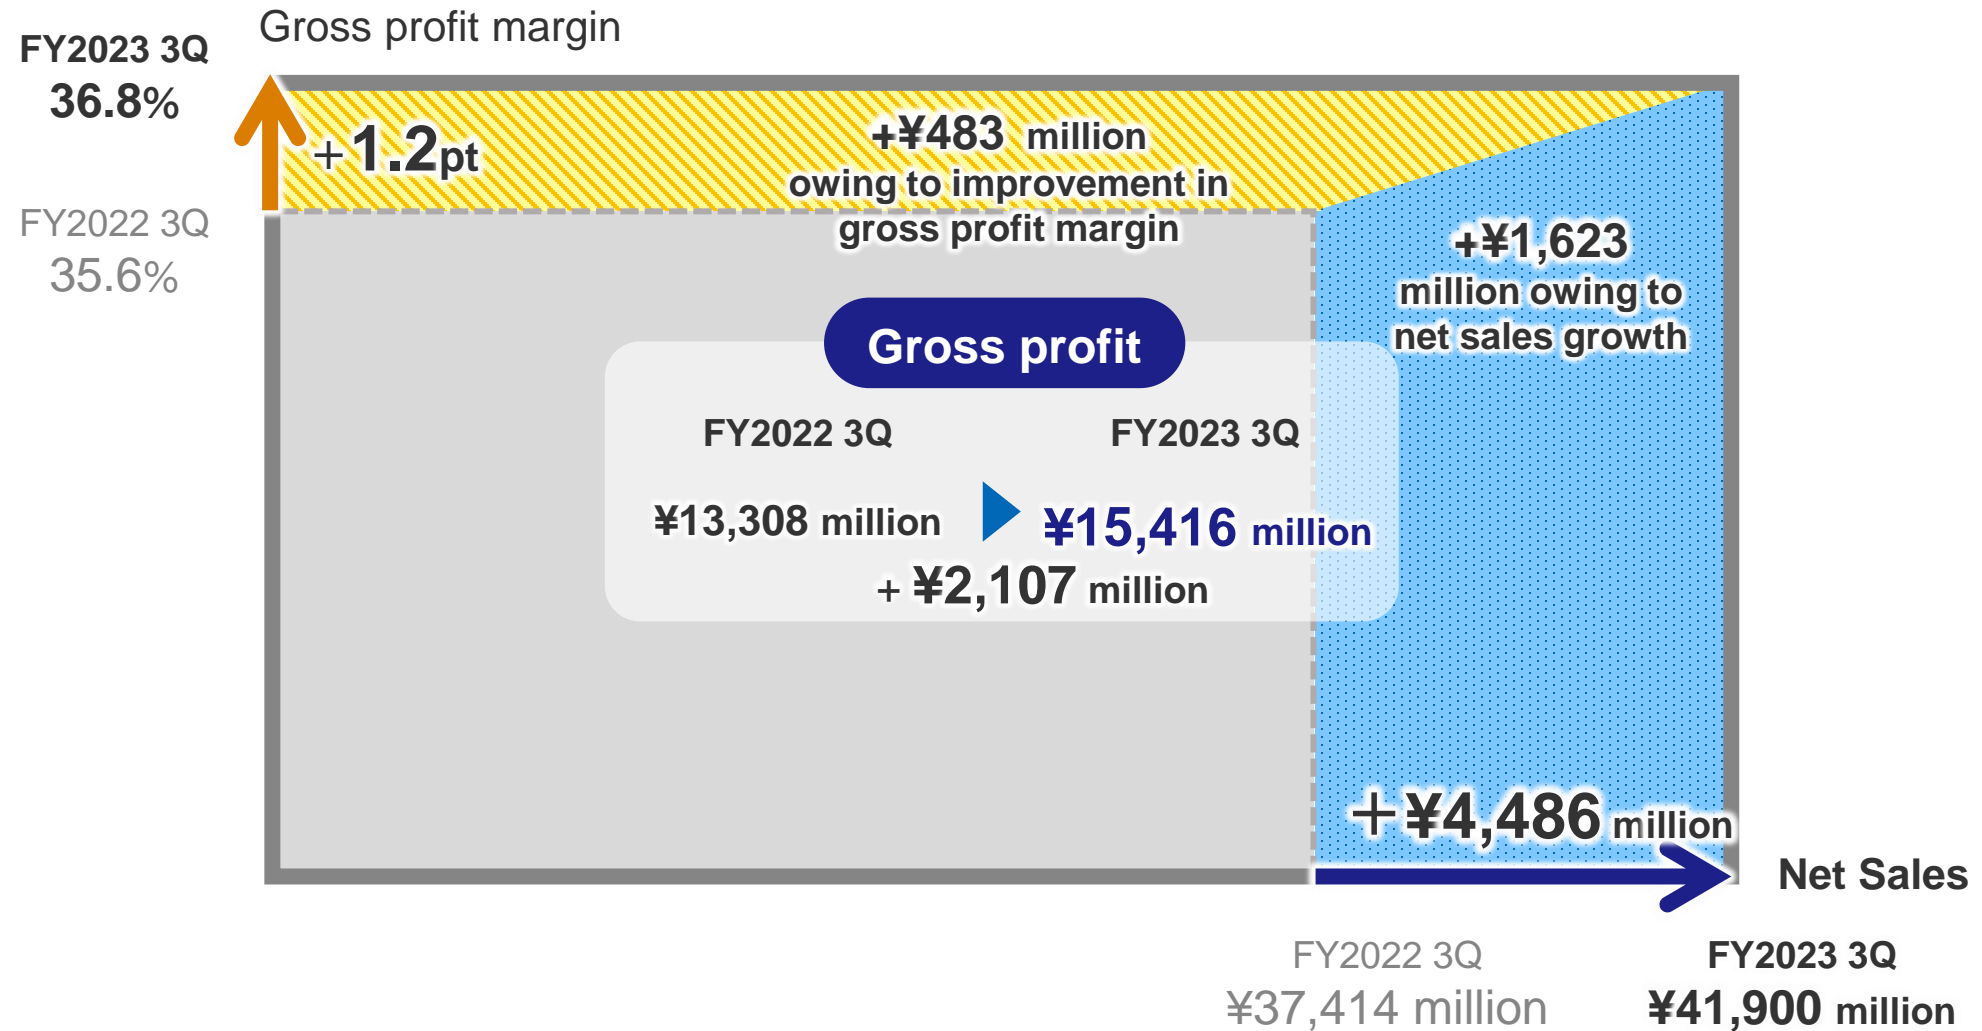 Gross profit margin
FY2023 3Q
36.8%
+1.2pt
FY2022 3Q
35.6%
+¥483 million
owing to improvement in
gross profit margin
+¥1,623
million owing to
net sales growth
Gross profit
FY2022 3Q
FY2023 3Q
¥13,308 million
¥15,416 million
+ ¥2,107 million
+¥4,486 million
Net Sales
FY2022 3Q
¥37,414 million
FY2023 3Q
¥41,900 million